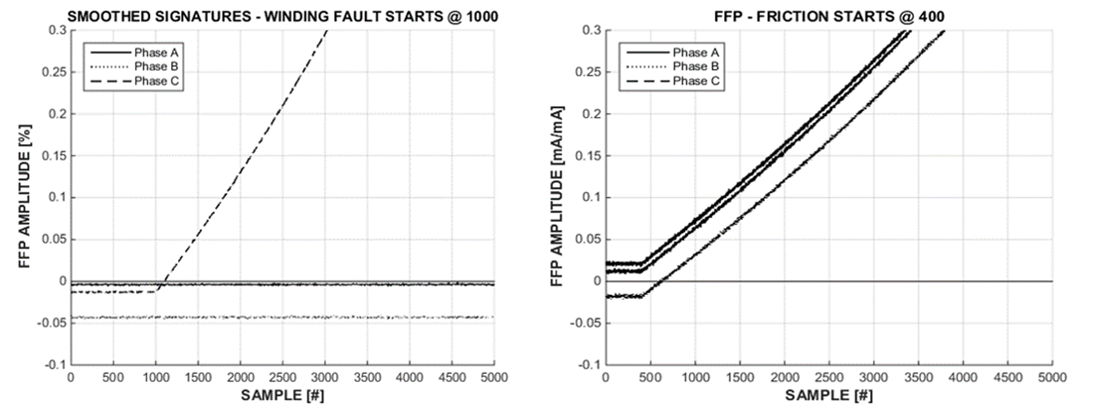 SMOOTHED SIGNATURES - WINDING FAULT STARTS @ 1000
0.3
0.25
0.2
0.15
0.1
0.05
0
-0.05
-0.1
FFP AMPLITUDE [%]
Phase A
Phase B
Phase C
0 500 1000 1500 2000 2500 3000 3500 4000 4500 5000
SAMPLE [#]
FFP - FRICTION STARTS @ 400
0.3
0.25
0.2
0.15
0.1
0.05
0
-0.05
-0.1
FFP AMPLITUDE [mA/mA]
Phase A
Phase B
Phase C
0 500 1000 1500 2000 2500 3000 3500 4000 4500 5000
SAMPLE [#]